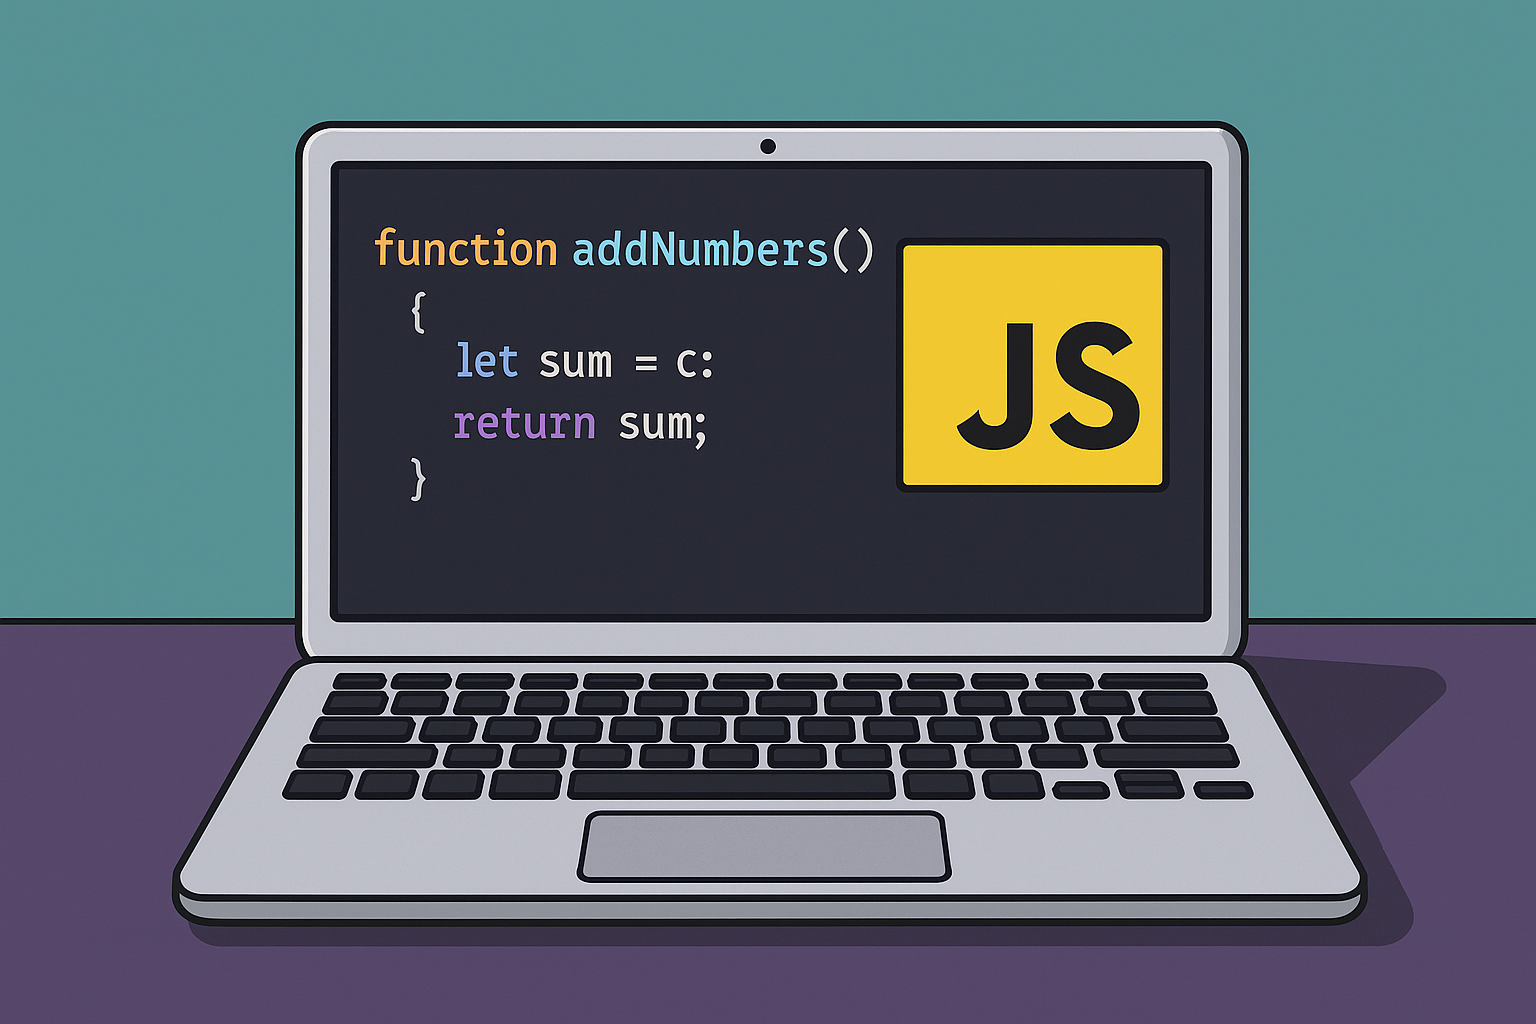 function addNumbers()
{
let sum = c:
return sum;
}
JS